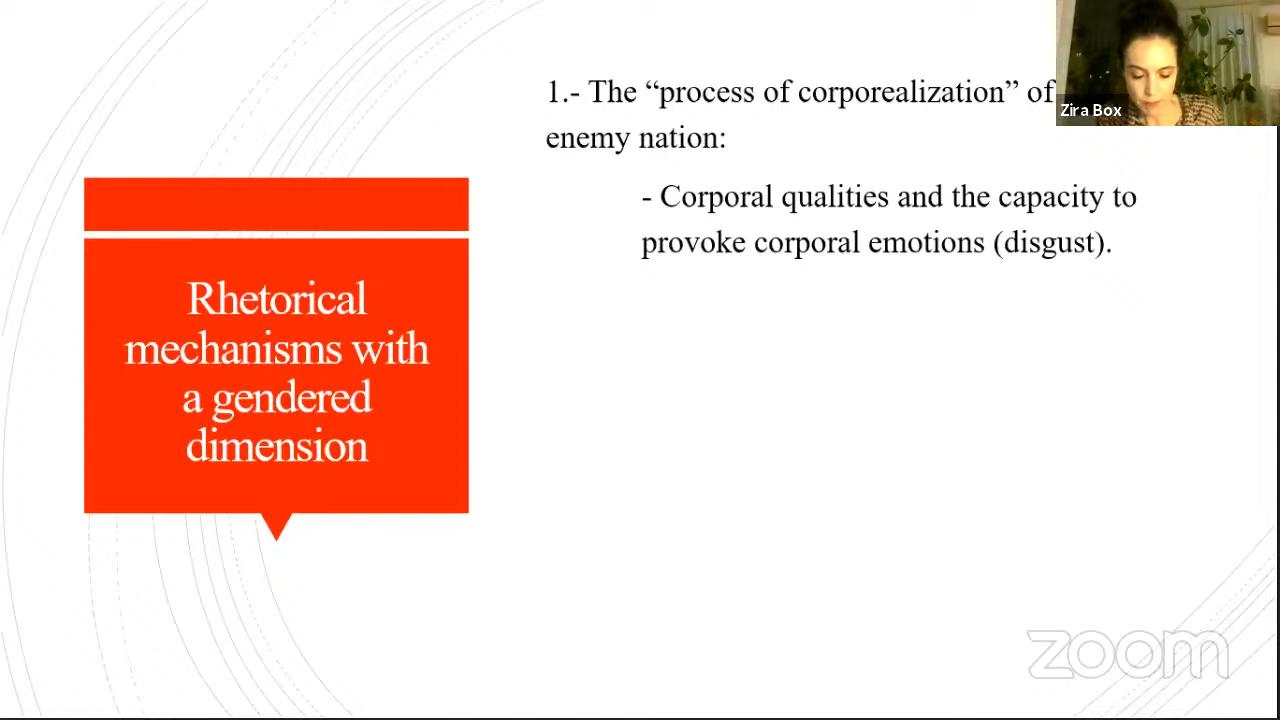 1.- The “process of corporealization” of
enemy nation:
- Corporal qualities and the capacity to
provoke corporal emotions (disgust).
Rhetorical
mechanisms with
a gendered
dimension
Zira Box
zoom